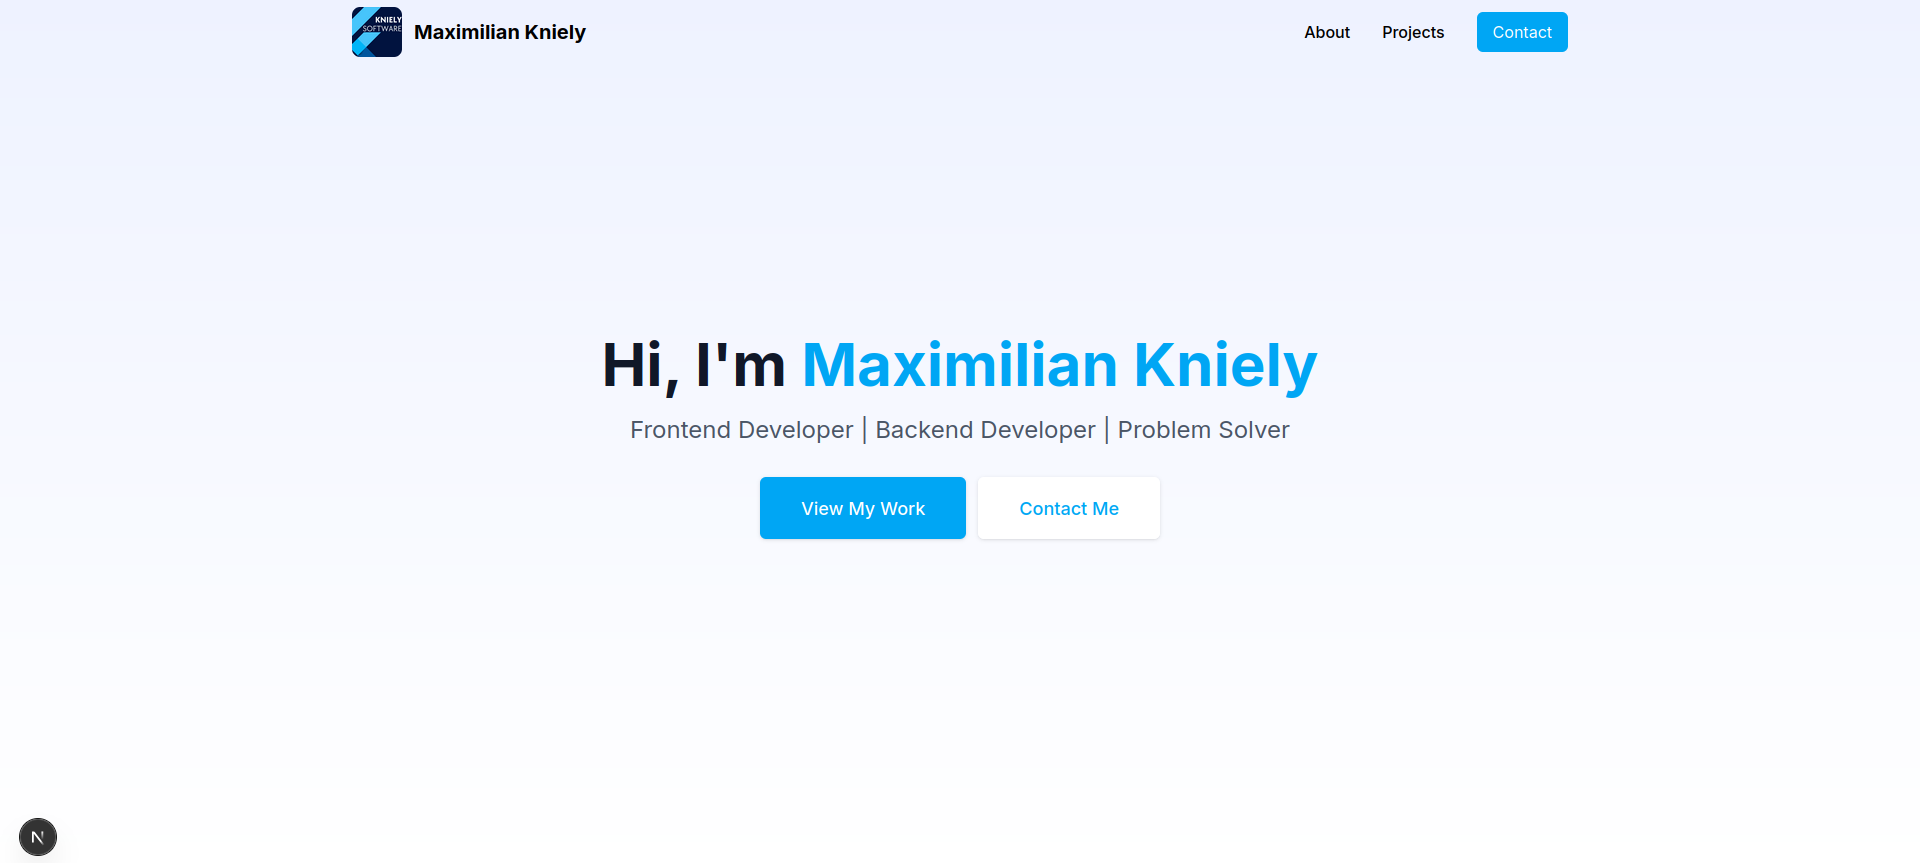 KNIELY
SOFTWARE
Maximilian Kniely
About
Projects
Contact
Hi, I'm Maximilian Kniely
Frontend Developer | Backend Developer | Problem Solver
View My Work
Contact Me
N